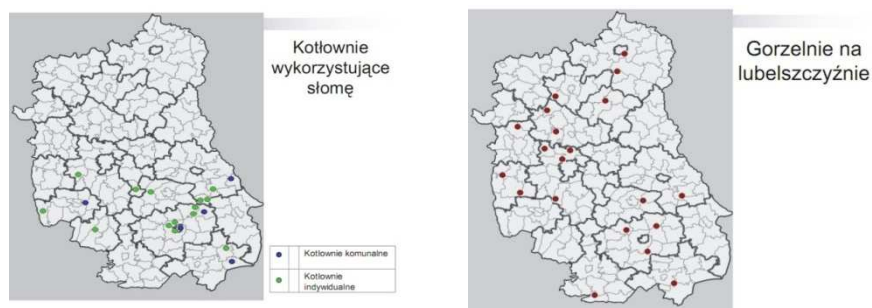 Kotłownie
wykorzystujące
słomę
Kotłownie komunalne
Kotłownie
indywidualne
Gorzelnie na
lubelszczyźnie